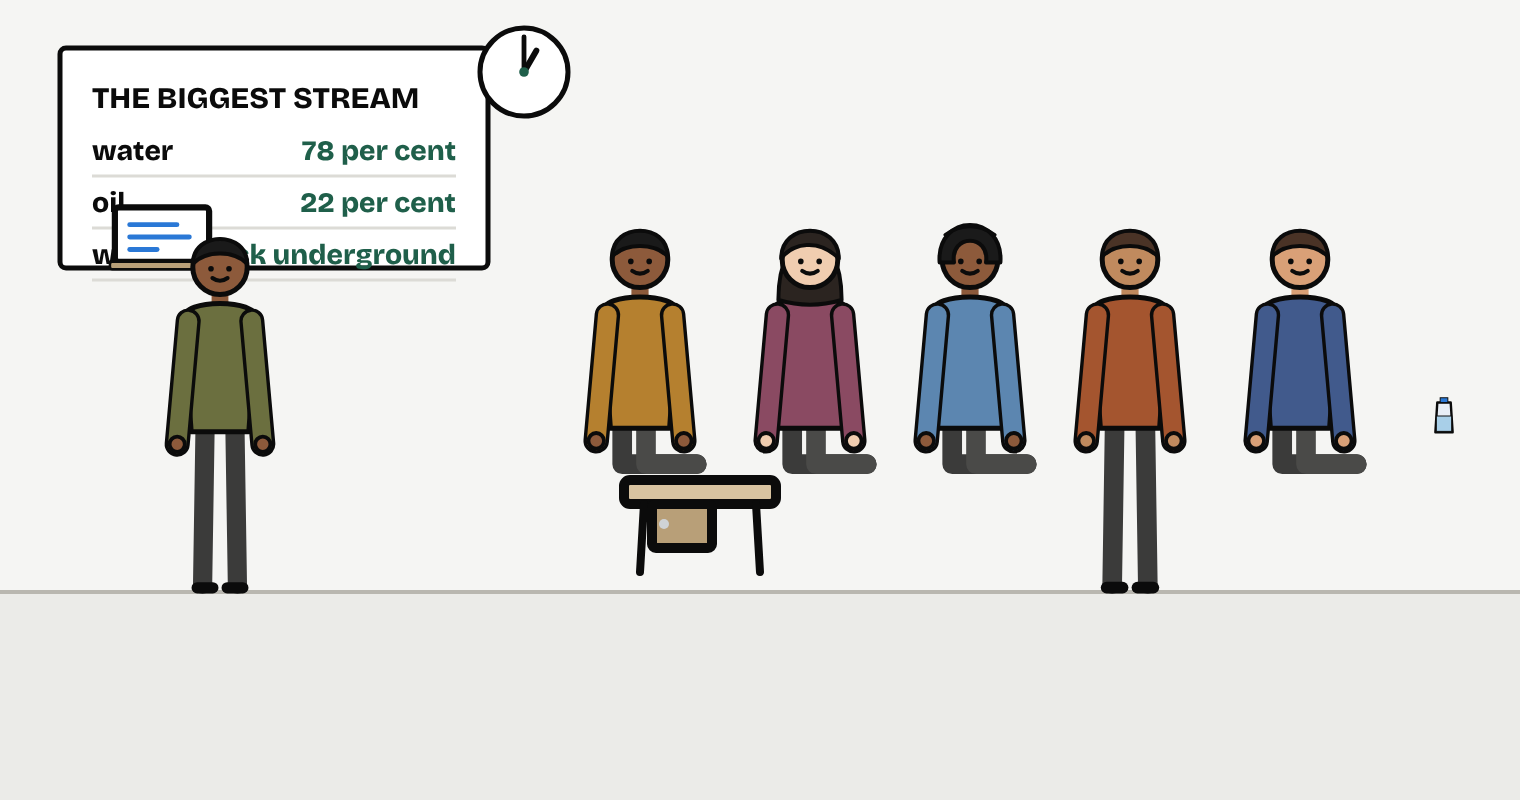 THE BIGGEST STREAM
water 78 per cent
oil 22 per cent
underground